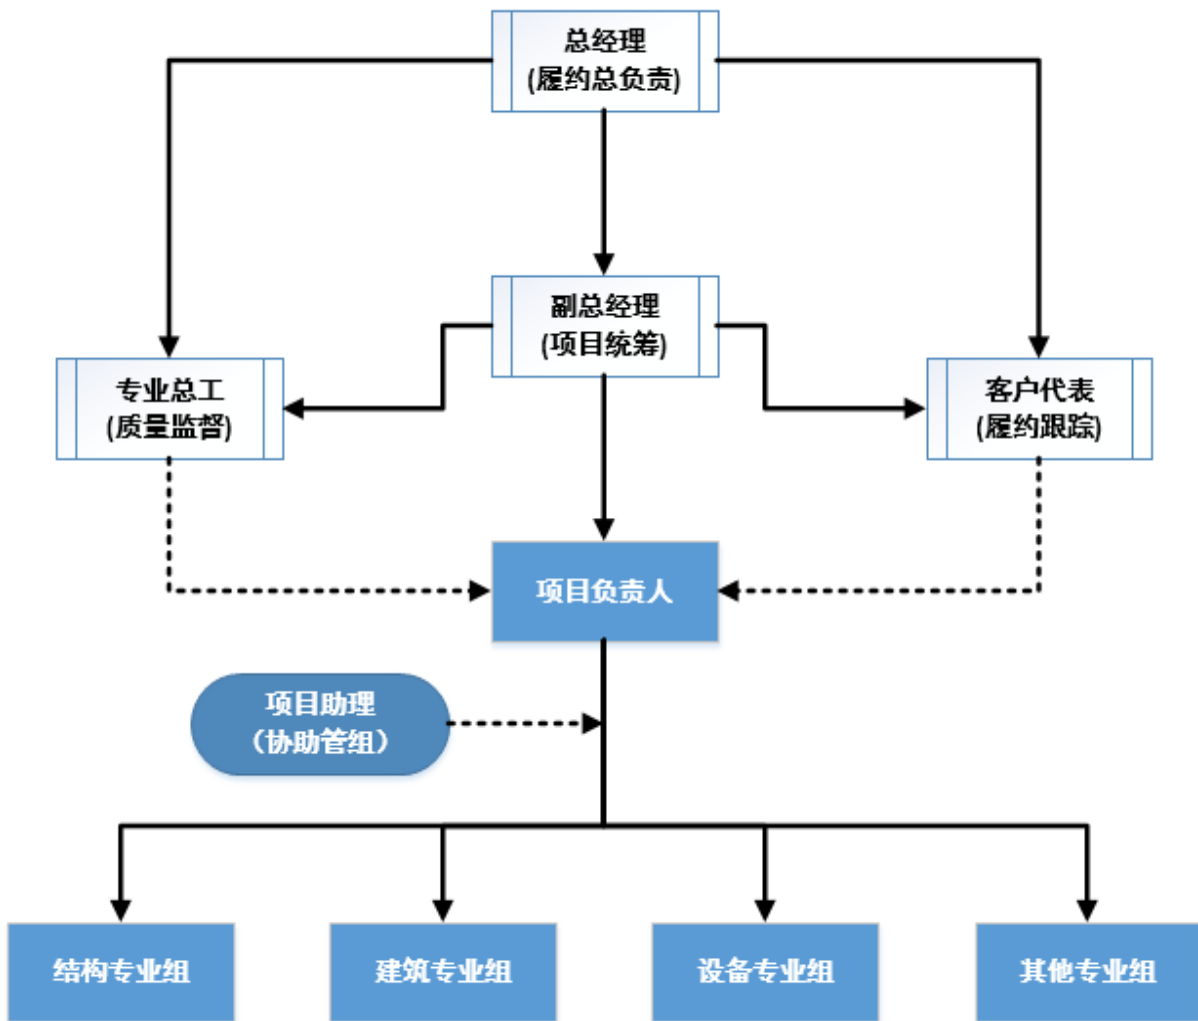 总经理
(履约总负责)
副总经理
(项目统筹)
专业总工
(质量监督)
客户代表
(履约跟踪)
项目负责人
项目助理
（协助管组）
结构专业组
建筑专业组
设备专业组
其他专业组